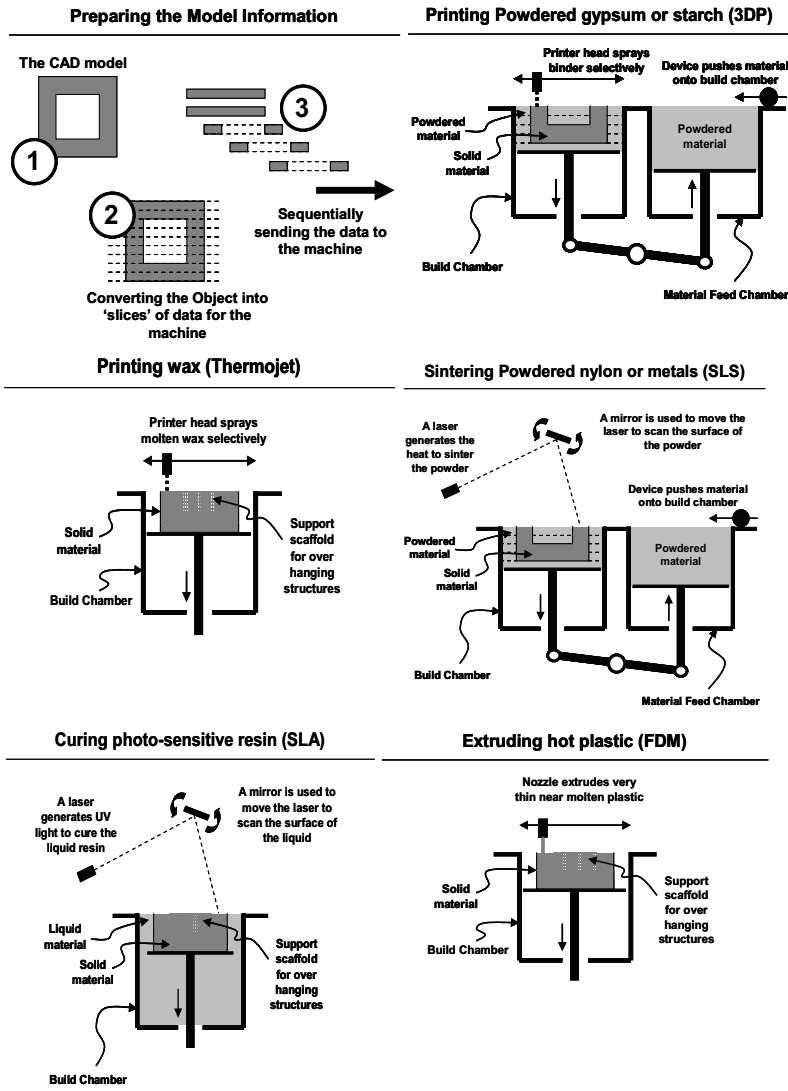 Preparing the Model Information
The CAD model
1
3
2
Sequentially
sending the data to
the machine
Converting the Object into
‘slices’ of data for the
machine
Printing Powdered gypsum or starch (3DP)
Printer head sprays
binder selectively
Device pushes material
onto build chamber
Powdered
material
Solid
material
Powdered
material
Build Chamber
Material Feed Chamber
Printing wax (Thermojet)
Printer head sprays
molten wax selectively
Solid
material
Support
scaffold
for over
hanging
structures
Build Chamber
Sintering Powdered nylon or metals (SLS)
A laser
generates the
heat to sinter
the powder
A mirror is used to move the
laser to scan the surface of
the powder
Device pushes material
onto build chamber
Powdered
material
Solid
material
Powdered
material
Build Chamber
Material Feed Chamber
Curing photo-sensitive resin (SLA)
A laser
generates UV
light to cure the
liquid resin
A mirror is used to
move the laser to
scan the surface of
the liquid
Liquid
material
Solid
material
Support
scaffold
for over
hanging
structures
Build Chamber
Extruding hot plastic (FDM)
Nozzle extrudes very
thin near molten plastic
Solid
material
Support
scaffold
for over
hanging
structures
Build Chamber